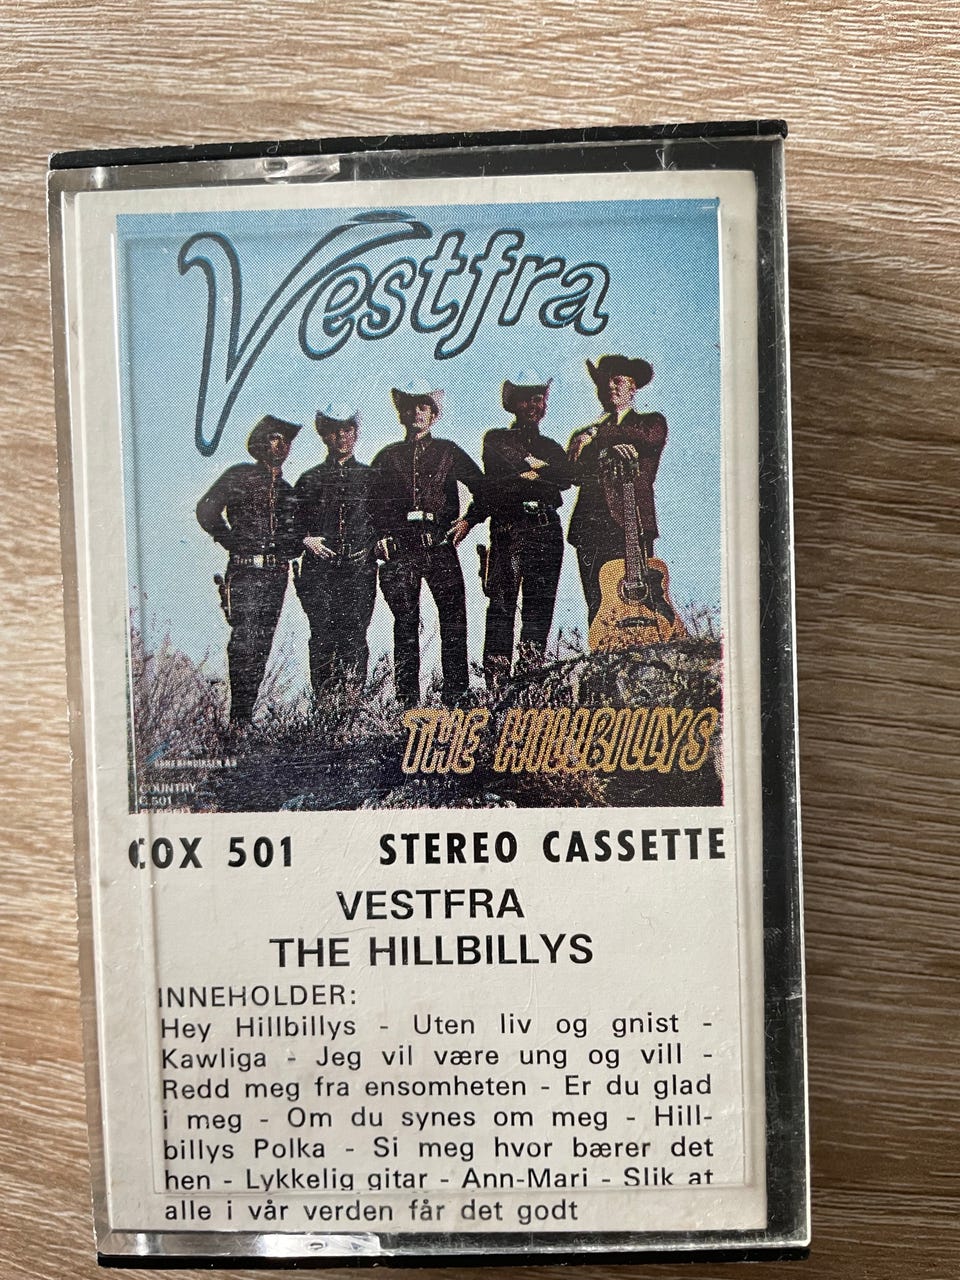 Vestfra
THE HILLBILLYS
COUNTRY
C 501
COX 501 STEREO CASSETTE
VESTFRA
THE HILLBILLYS
INNEHOLDER:
Hey Hillbillys - Uten liv og gnist -
Kawliga - Jeg vil være ung og vill -
Redd meg fra ensomheten - Er du glad
i meg - Om du synes om meg - Hill-
billys Polka - Si meg hvor bærer det
hen - Lykkelig gitar - Ann-Mari - Slik at
alle i vår verden får det godt